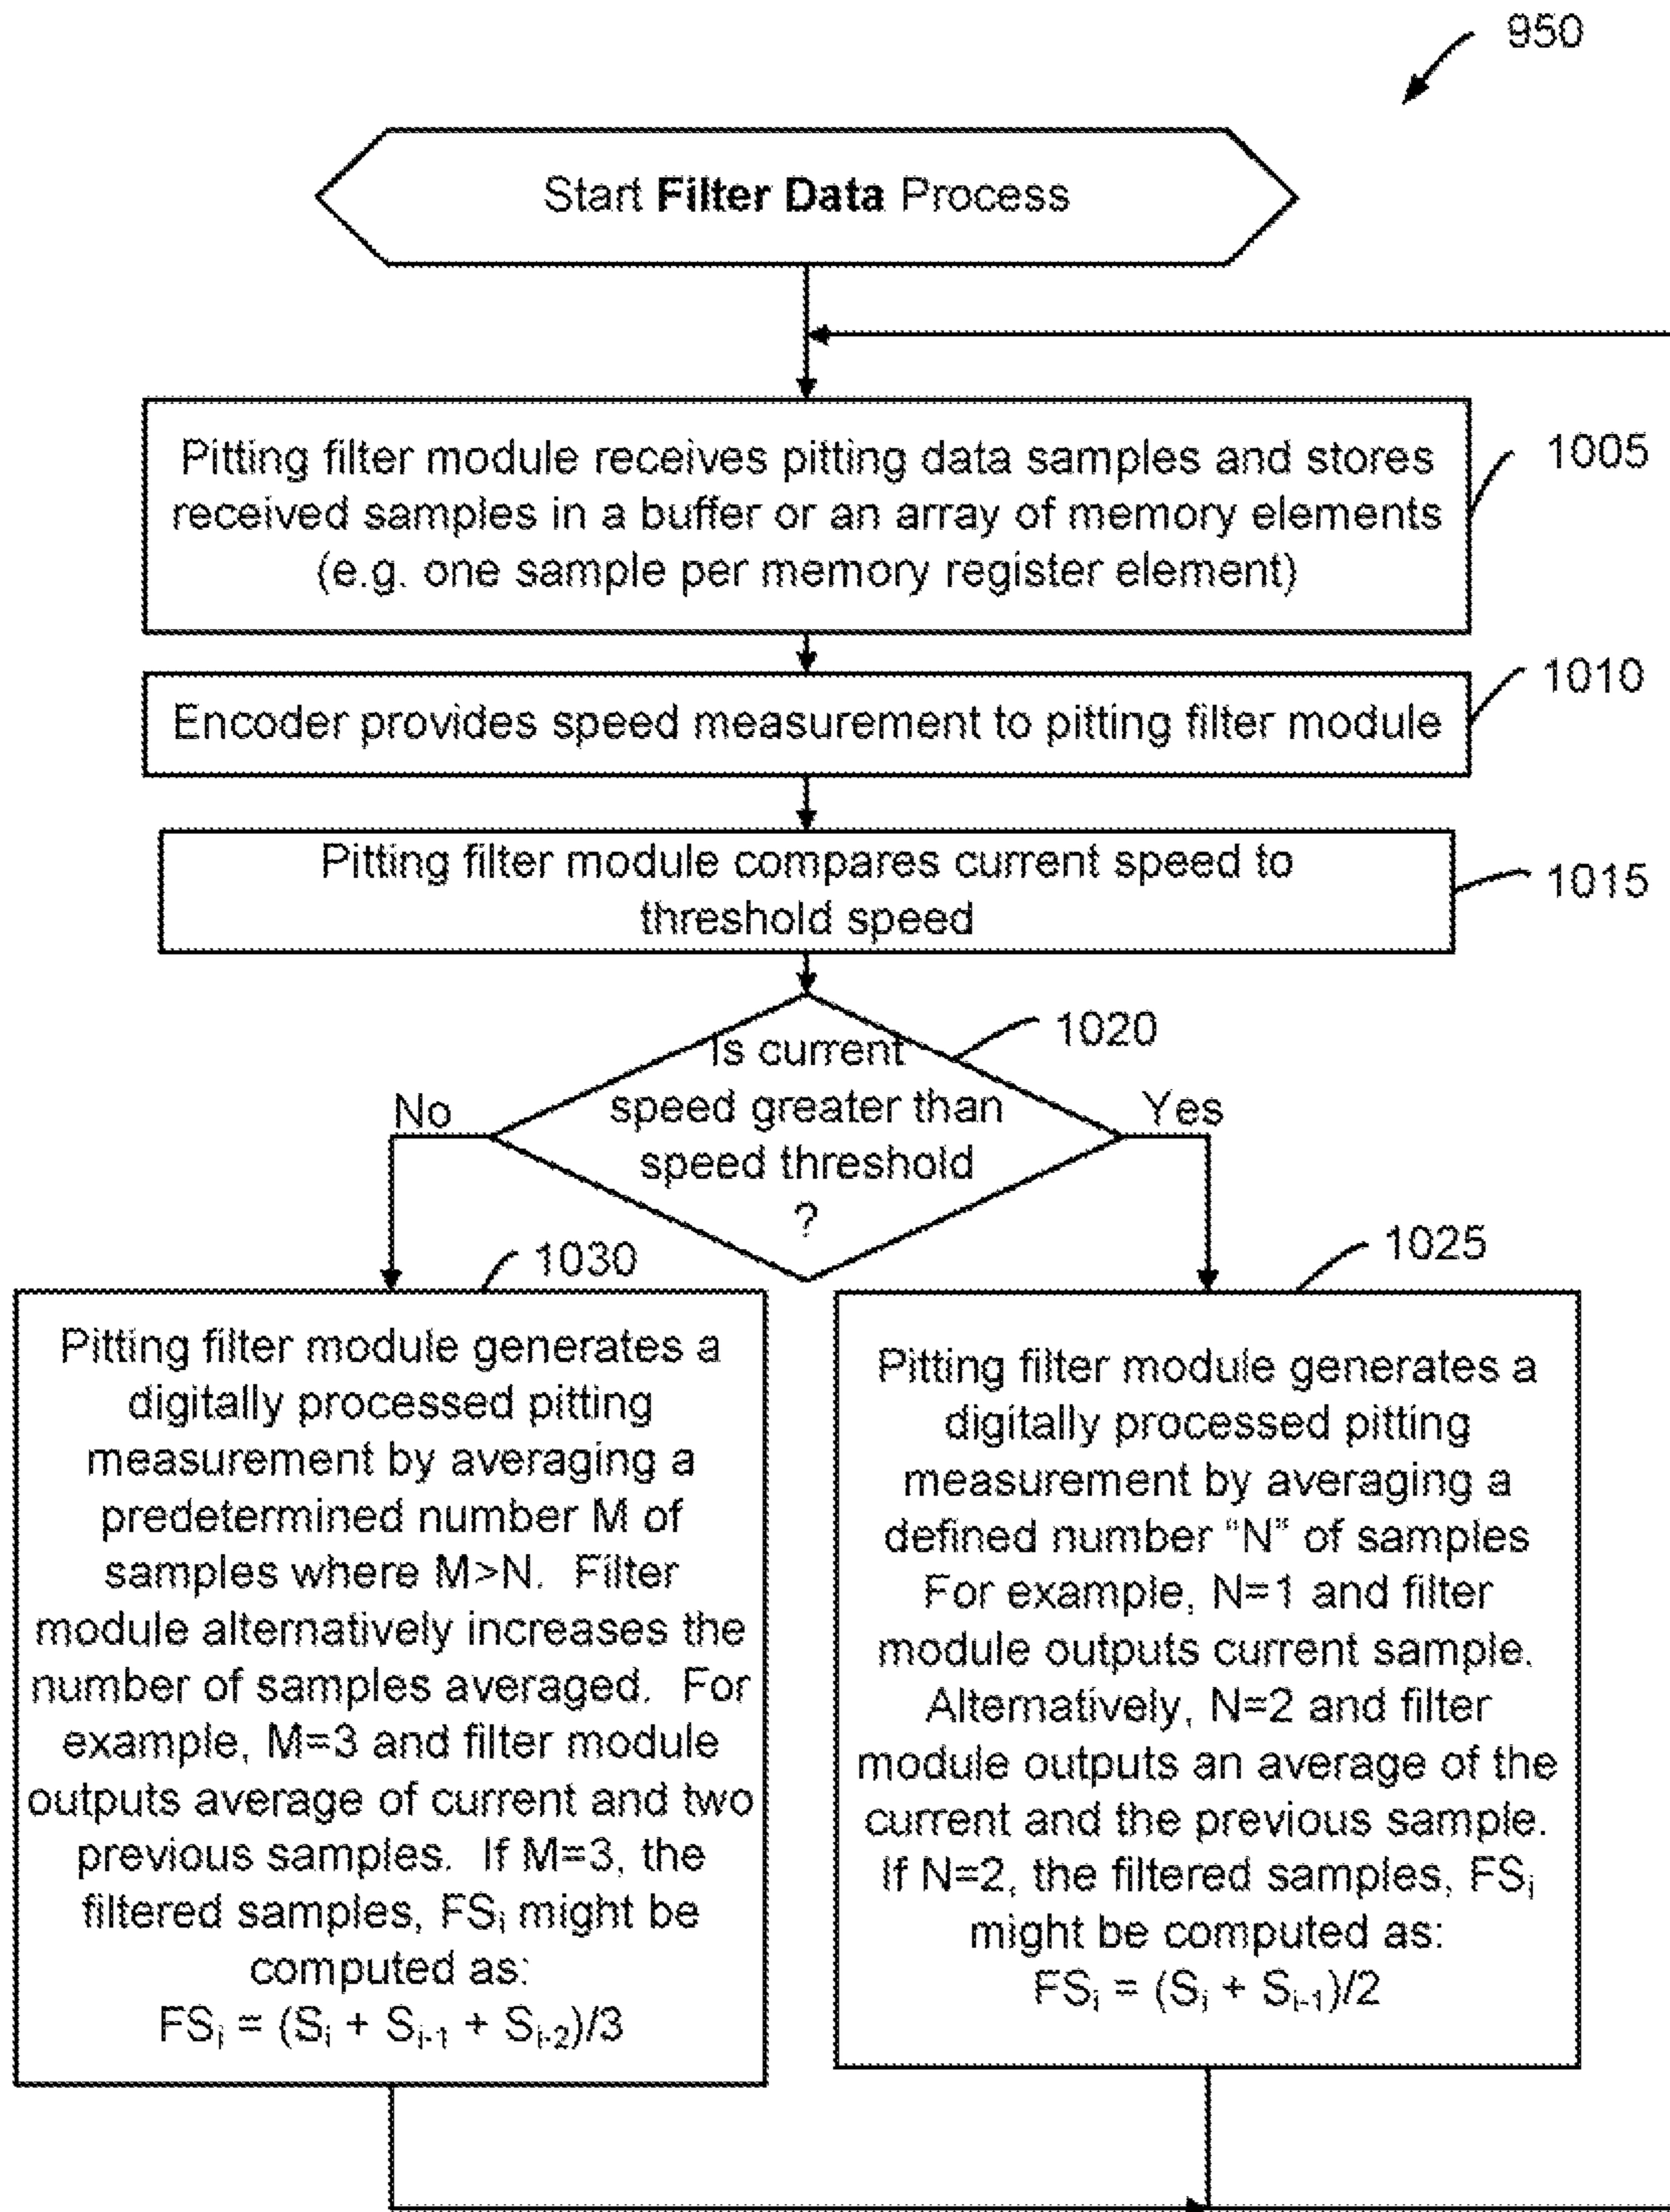 950
Start Filter Data Process
Pitting filter module receives pitting data samples and stores
received samples in a buffer or an array of memory elements
(e.g. one sample per memory register element)
1005
Encoder provides speed measurement to pitting filter module
1010
Pitting filter module compares current speed to
threshold speed
1015
Is current
speed greater than
speed threshold
?
1020
No
Yes
1030
Pitting filter module generates a
digitally processed pitting
measurement by averaging a
predetermined number M of
samples where M>N. Filter
module alternatively increases the
number of samples averaged. For
example, M=3 and filter module
outputs average of current and two
previous samples. If M=3, the
filtered samples, FSᵢ might be
computed as:
FSᵢ = (Sᵢ + Sᵢ₋₁ + Sᵢ₋₂)/3
1025
Pitting filter module generates a
digitally processed pitting
measurement by averaging a
defined number “N” of samples
For example, N=1 and filter
module outputs current sample.
Alternatively, N=2 and filter
module outputs an average of the
current and the previous sample.
If N=2, the filtered samples, FSᵢ
might be computed as:
FSᵢ = (Sᵢ + Sᵢ₋₁)/2